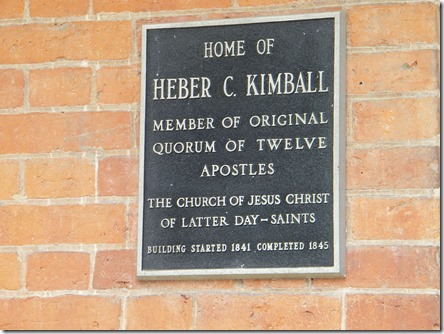 HOME OF
HEBER C. KIMBALL
MEMBER OF ORIGINAL
QUORUM OF TWELVE
APOSTLES
THE CHURCH OF JESUS CHRIST
OF LATTER DAY-SAINTS
BUILDING STARTED 1841 COMPLETED 1845